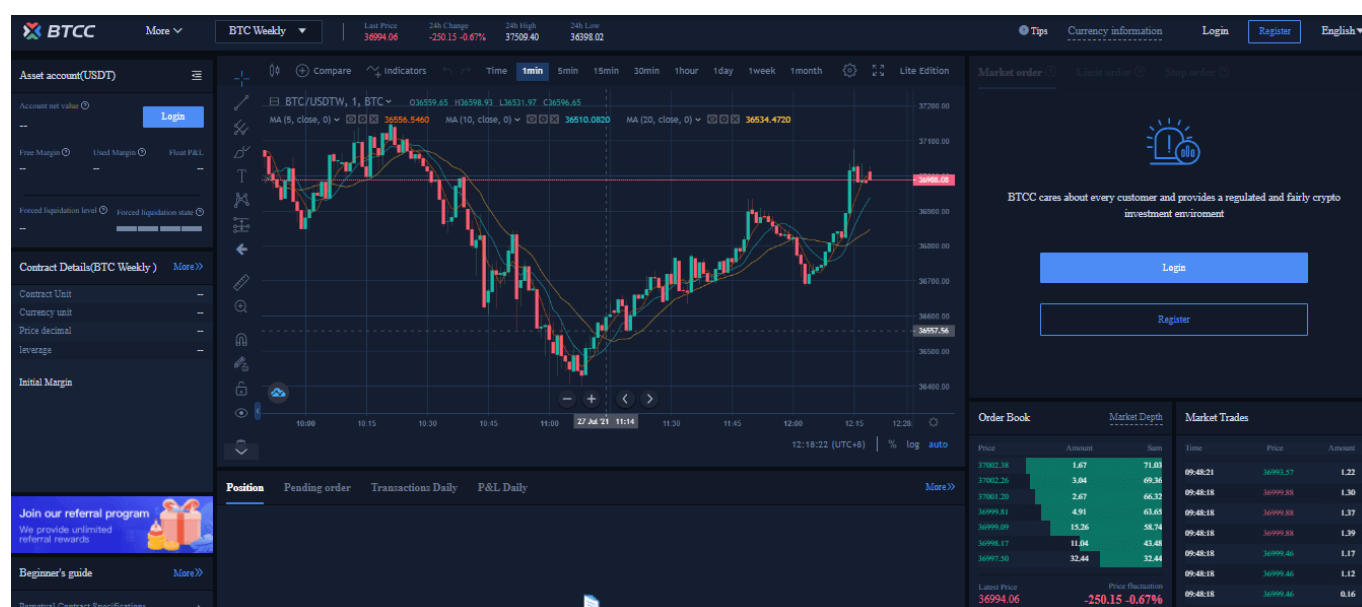 BTCC
More
BTC Weekly
Last Price
36994.06
24h Change
-250.15 -0.67%
24h High
37509.40
24h Low
36398.02
Tips
Currency information
Login
Register
English
Asset account(USDT)
Account net value
--
Login
Free Margin
Used Margin
Float P&L
--
--
--
Forced liquidation level
Forced liquidation state
--
Contract Details(BTC Weekly )
More
Contract Unit
--
Currency unit
--
Price decimal
--
leverage
--
Initial Margin
Join our referral program
We provide unlimited
referral rewards
Beginner's guide
More
Perpetual Contract Specifications
Compare
Indicators
Time
1min
5min
15min
30min
1hour
1day
1week
1month
Lite Edition
BTC/USDTW, 1, BTC
O36559.65 H36598.93 L36531.97 C36596.65
MA (5, close, 0)
36556.5460
MA (10, close, 0)
36510.0820
MA (20, close, 0)
36534.4720
37200.00
37100.00
36988.08
36900.00
36800.00
36700.00
36600.00
36557.56
36500.00
36400.00
10:00
10:15
10:30
10:45
11:00
27 Jul '21 11:14
11:30
11:45
12:00
12:15
12:28
12:18:22 (UTC+8)
%
log
auto
Position
Pending order
Transactions Daily
P&L Daily
More
Market order
Limit order
Stop order
BTCC cares about every customer and provides a regulated and fairly crypto
investment enviroment
Login
Register
Order Book
Market Depth
Price
Amount
Sum
37002.38
1.67
71.03
37002.26
3.04
69.36
37001.20
2.67
66.32
36999.81
4.91
63.65
36999.09
15.26
58.74
36998.17
11.04
43.48
36997.50
32.44
32.44
Latest Price
Price fluctuation
36994.06
-250.15 -0.67%
Market Trades
Time
Price
Amount
09:48:21
36993.57
1.22
09:48:18
36999.88
1.30
09:48:18
36999.88
1.37
09:48:18
36999.88
1.39
09:48:18
36999.46
1.17
09:48:18
36999.46
1.12
09:48:18
36999.46
0.16